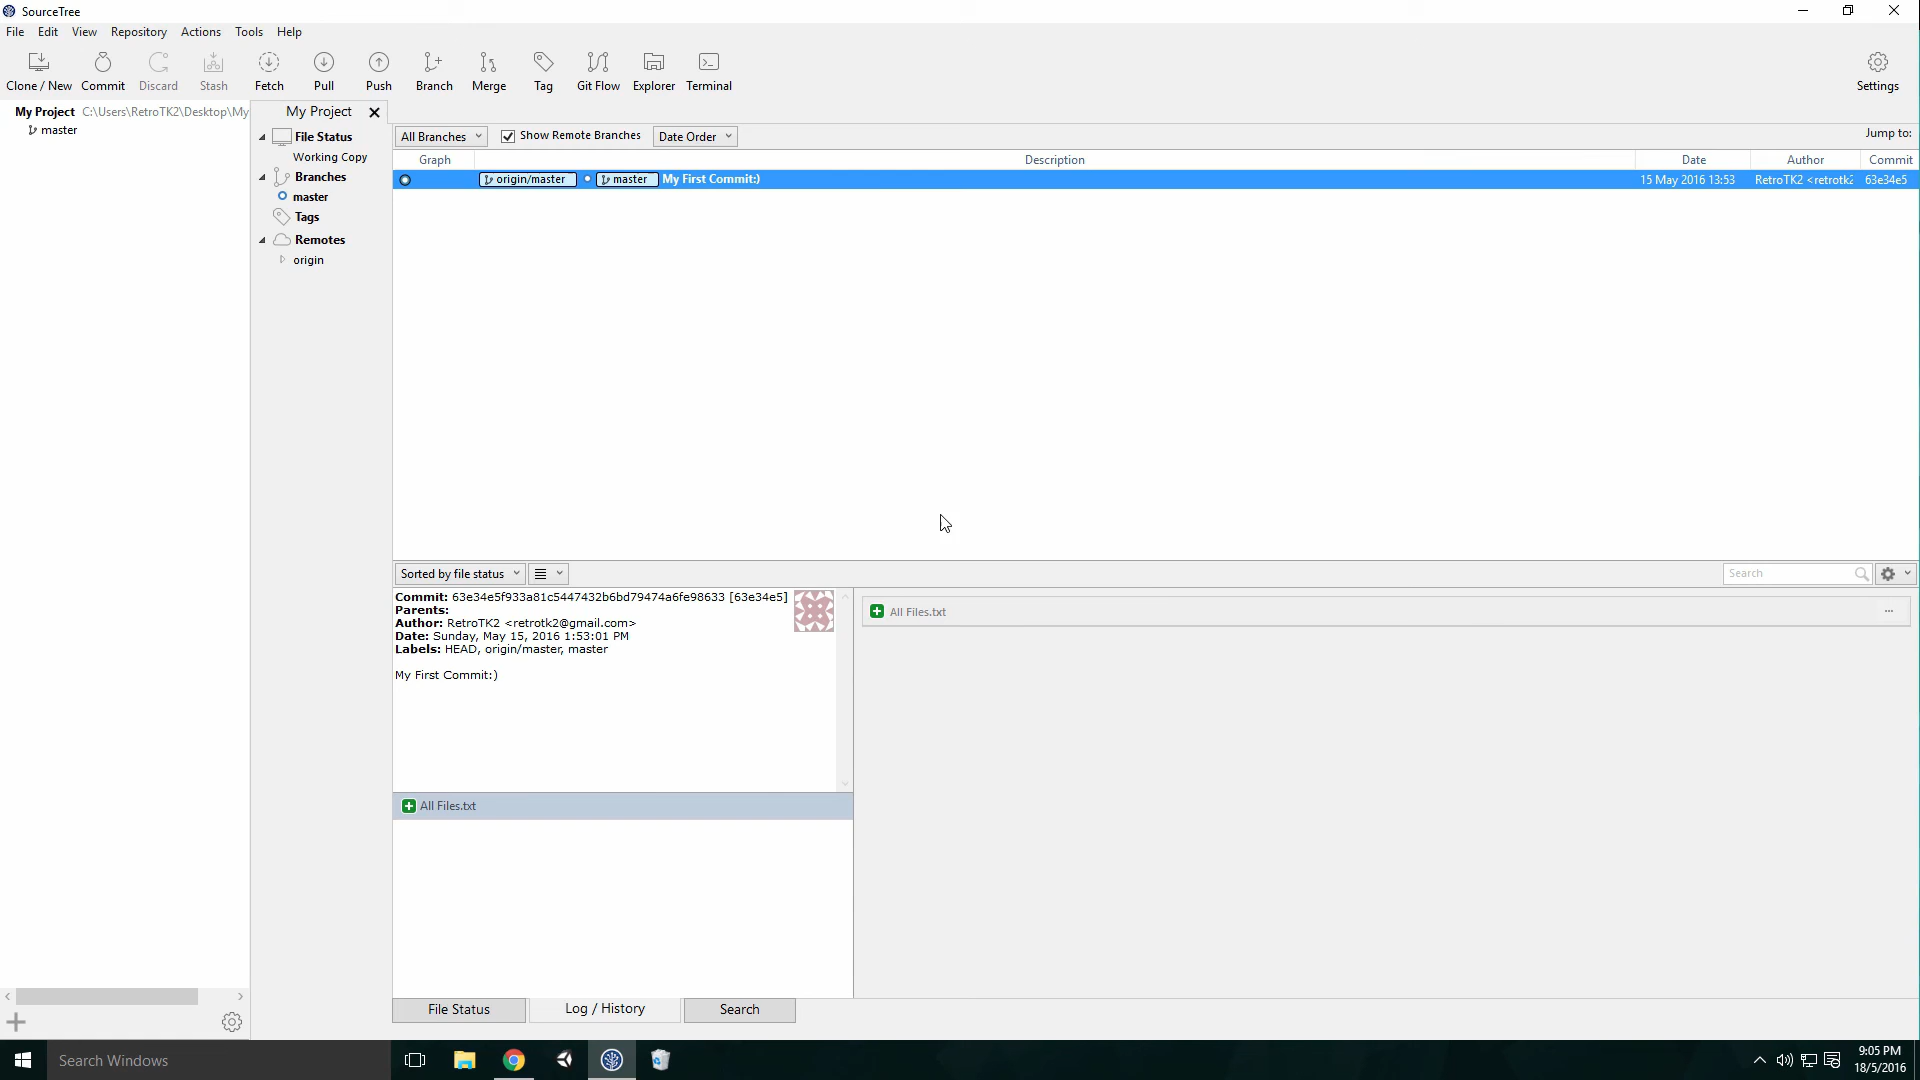 SourceTree
File Edit View Repository Actions Tools Help
Clone / New Commit Discard Stash Fetch Pull Push Branch Merge Tag Git Flow Explorer Terminal Settings
My Project C:\Users\RetroTK2\Desktop\My
master
My Project
File Status
Working Copy
Branches
master
Tags
Remotes
origin
All Branches Show Remote Branches Date Order Jump to:
Graph Description Date Author Commit
origin/master master My First Commit:) 15 May 2016 13:53 RetroTK2 <retrotk2 63e34e5
Sorted by file status Search
Commit: 63e34e5f933a81c5447432b6bd79474a6fe98633 [63e34e5]
Parents:
Author: RetroTK2 <retrotk2@gmail.com>
Date: Sunday, May 15, 2016 1:53:01 PM
Labels: HEAD, origin/master, master
My First Commit:)
All Files.txt
All Files.txt ...
File Status Log / History Search
Search Windows
9:05 PM
18/5/2016